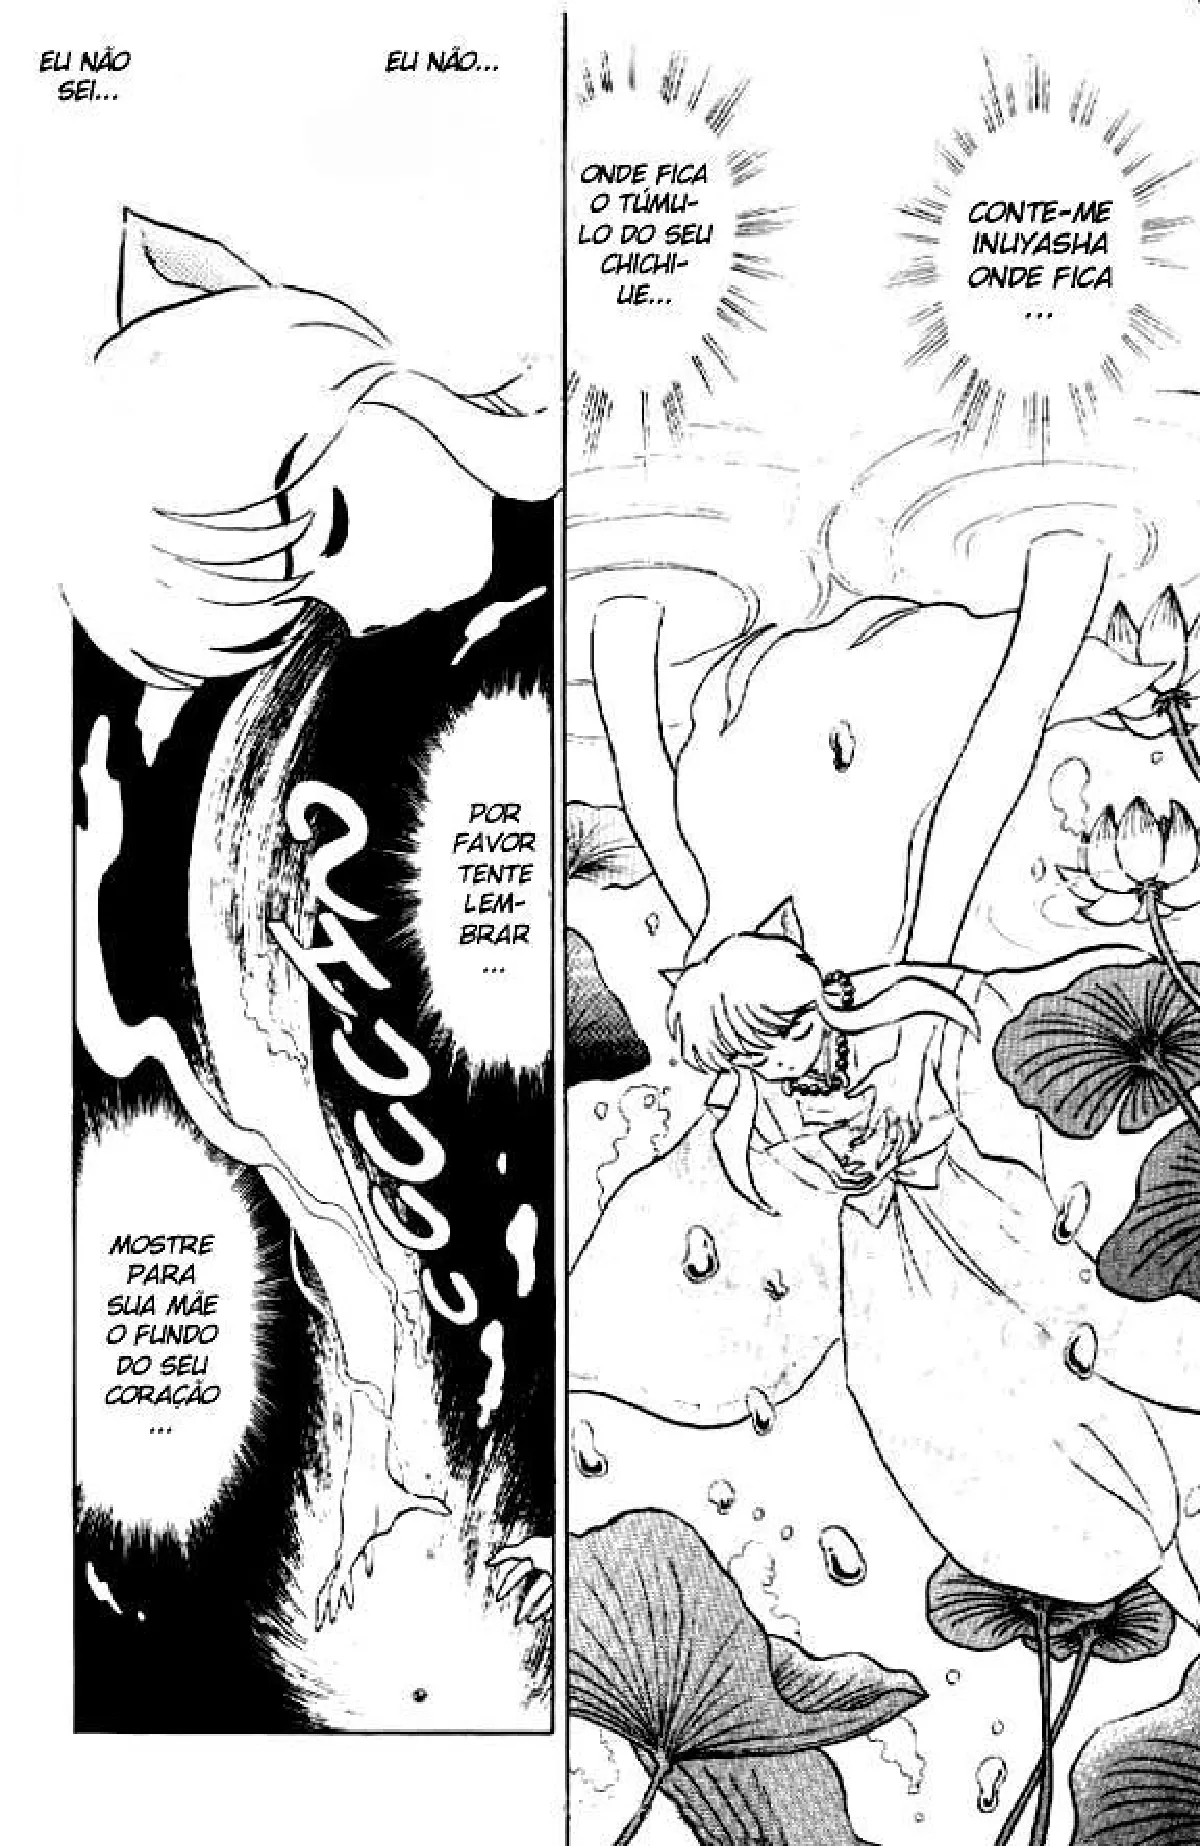 CONTE-ME
INUYASHA
ONDE FICA
...
ONDE FICA
O TÚMU-
LO DO SEU
CHICHI-
UE...
EU NÃO...
EU NÃO
SEI...
POR
FAVOR
TENTE
LEM-
BRAR
...
MOSTRE
PARA
SUA MÃE
O FUNDO
DO SEU
CORAÇÃO
...